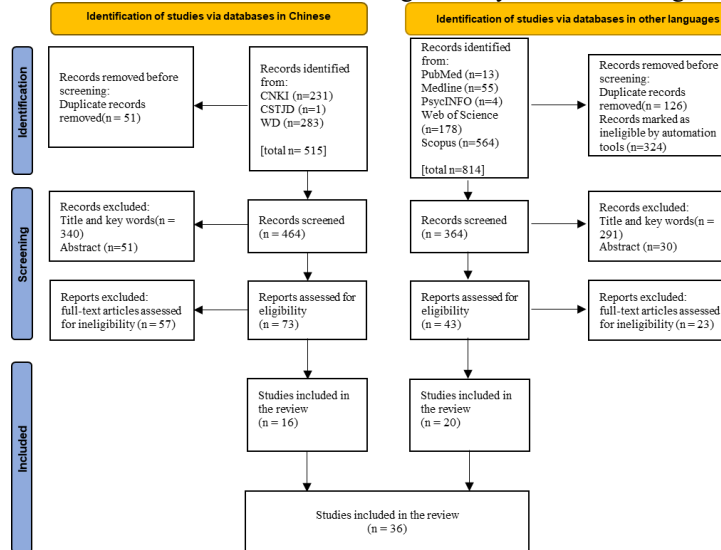 Identification of studies via databases in Chinese
Identification of studies via databases in other languages
Identification
Records removed before
screening:
Duplicate records
removed(n = 51)
Records identified
from:
CNKI (n=231)
CSTJD (n=1)
WD (n=283)
[total n= 515]
Records identified
from:
PubMed (n=13)
Medline (n=55)
PsycINFO (n=4)
Web of Science
(n=178)
Scopus (n=564)
[total n=814]
Records removed before
screening:
Duplicate records
removed(n = 126)
Records marked as
ineligible by automation
tools (n=324)
Screening
Records excluded:
Title and key words(n =
340)
Abstract (n=51)
Records screened
(n = 464)
Records screened
(n = 364)
Records excluded:
Title and key words(n =
291)
Abstract (n=30)
Reports excluded:
full-text articles assessed
for ineligibility (n = 57)
Reports assessed for
eligibility
(n = 73)
Reports assessed for
eligibility
(n = 43)
Reports excluded:
full-text articles assessed
for ineligibility (n = 23)
Included
Studies included in
the review
(n = 16)
Studies included in
the review
(n = 20)
Studies included in the review
(n = 36)